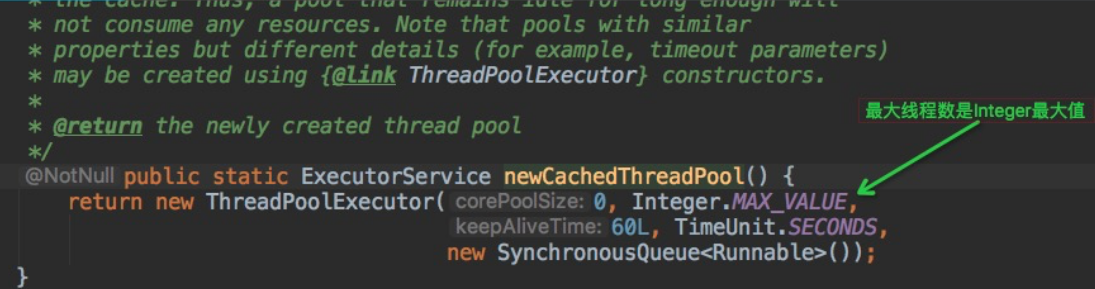 * the cache. Thus, a pool that remains idle for long enough will
* not consume any resources. Note that pools with similar
* properties but different details (for example, timeout parameters)
* may be created using {@link ThreadPoolExecutor} constructors.
*
* @return the newly created thread pool
*/
最大线程数是Integer最大值
@NotNull public static ExecutorService newCachedThreadPool() {
return new ThreadPoolExecutor( corePoolSize: 0, Integer.MAX_VALUE,
keepAliveTime: 60L, TimeUnit.SECONDS,
new SynchronousQueue<Runnable>());
}